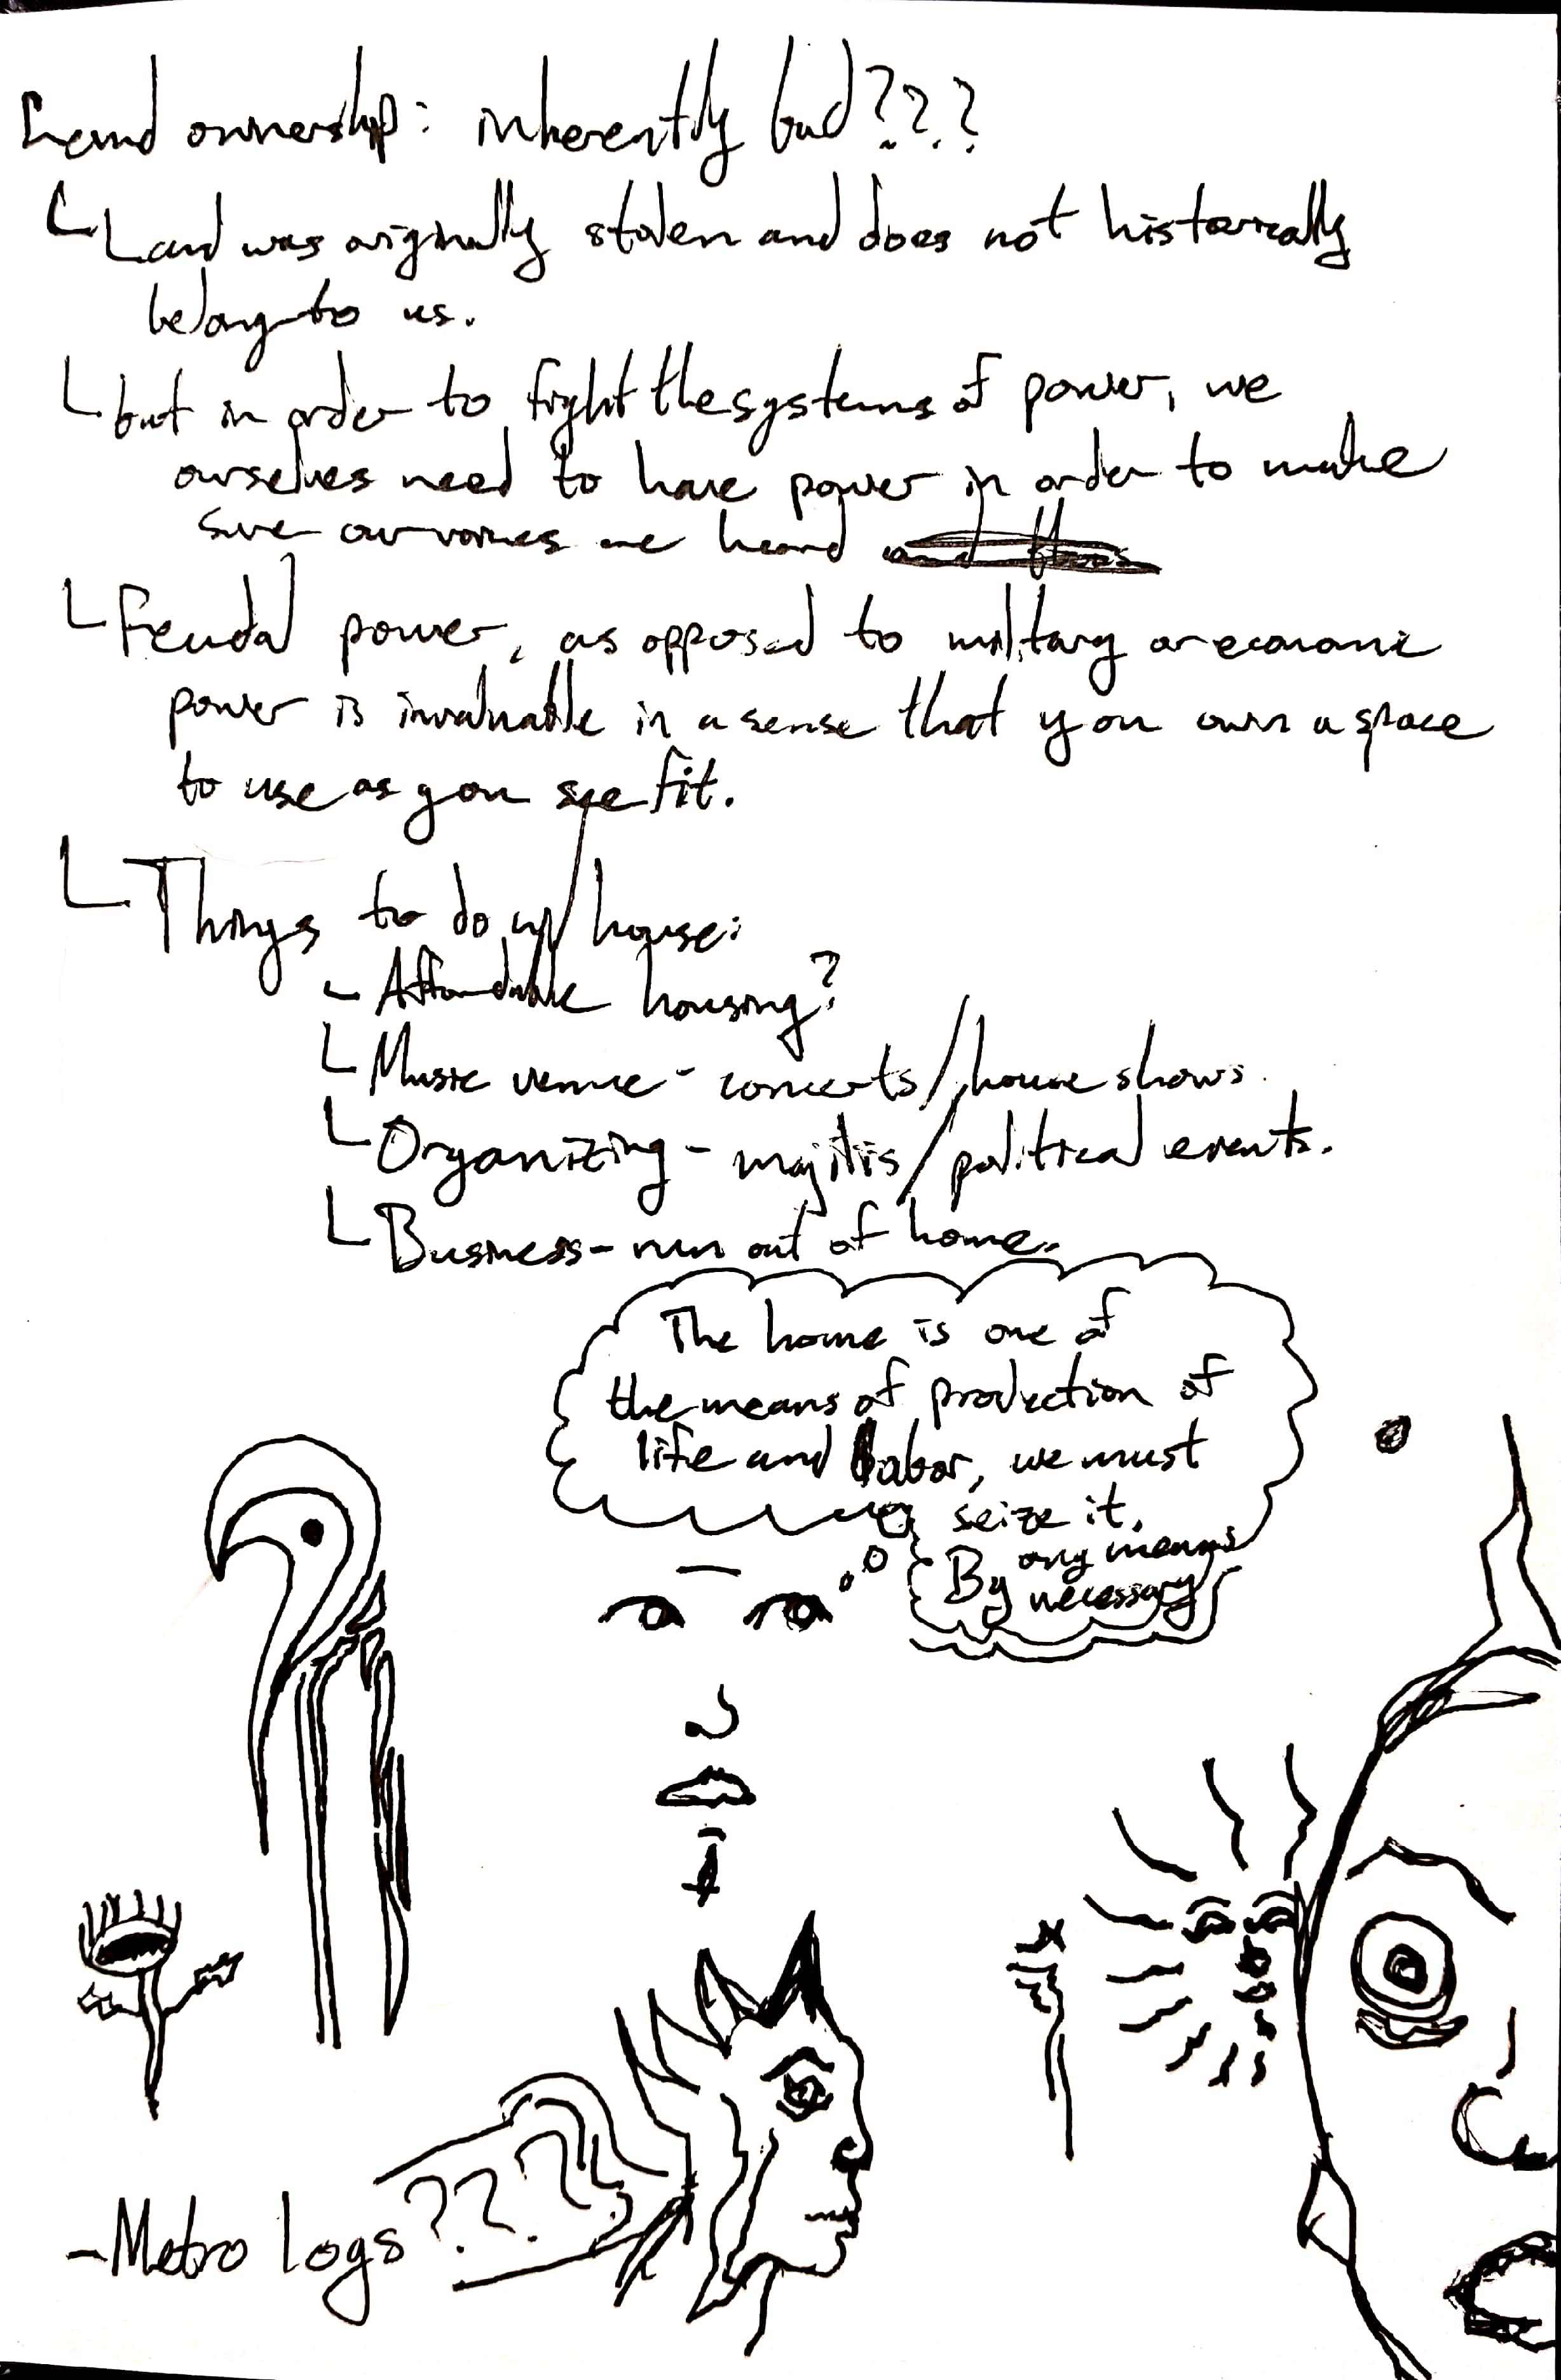 Land ownership: inherently bad???
Land was originally stolen and does not historically
belong to us.
but in order to fight the systems of power, we
ourselves need to have power in order to make
sure our voices are heard
Feudal power, as opposed to military or economic
power is invaluable in a sense that you own a space
to use as you see fit.
Things to do w/ house:
Affordable housing?
Music venue - concerts/house shows.
Organizing - majilis/political events.
Business - run out of home.
The home is one of
the means of production of
life and labor, we must
seize it.
By any means
necessary
- Metro logs????